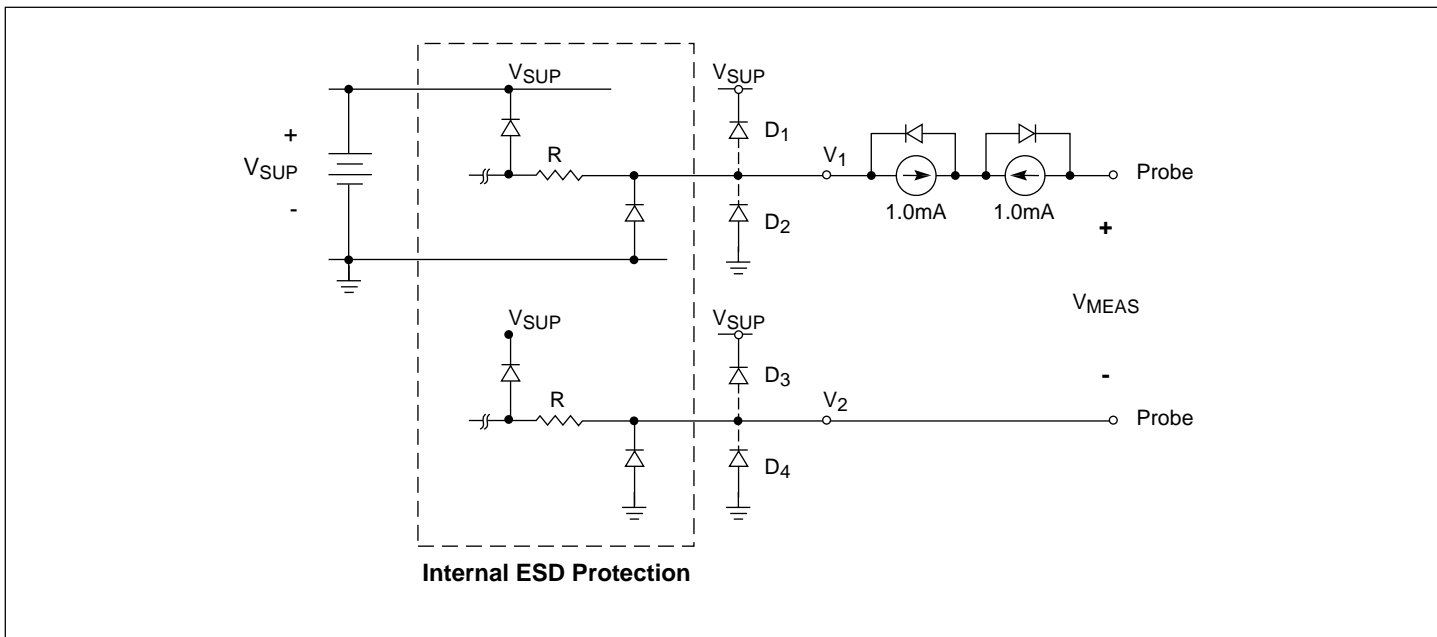 VSUP
VSUP
+
VSUP
-
R
D1
D2
V1
1.0mA
1.0mA
Probe
+
VMEAS
-
VSUP
VSUP
R
D3
D4
V2
Probe
Internal ESD Protection